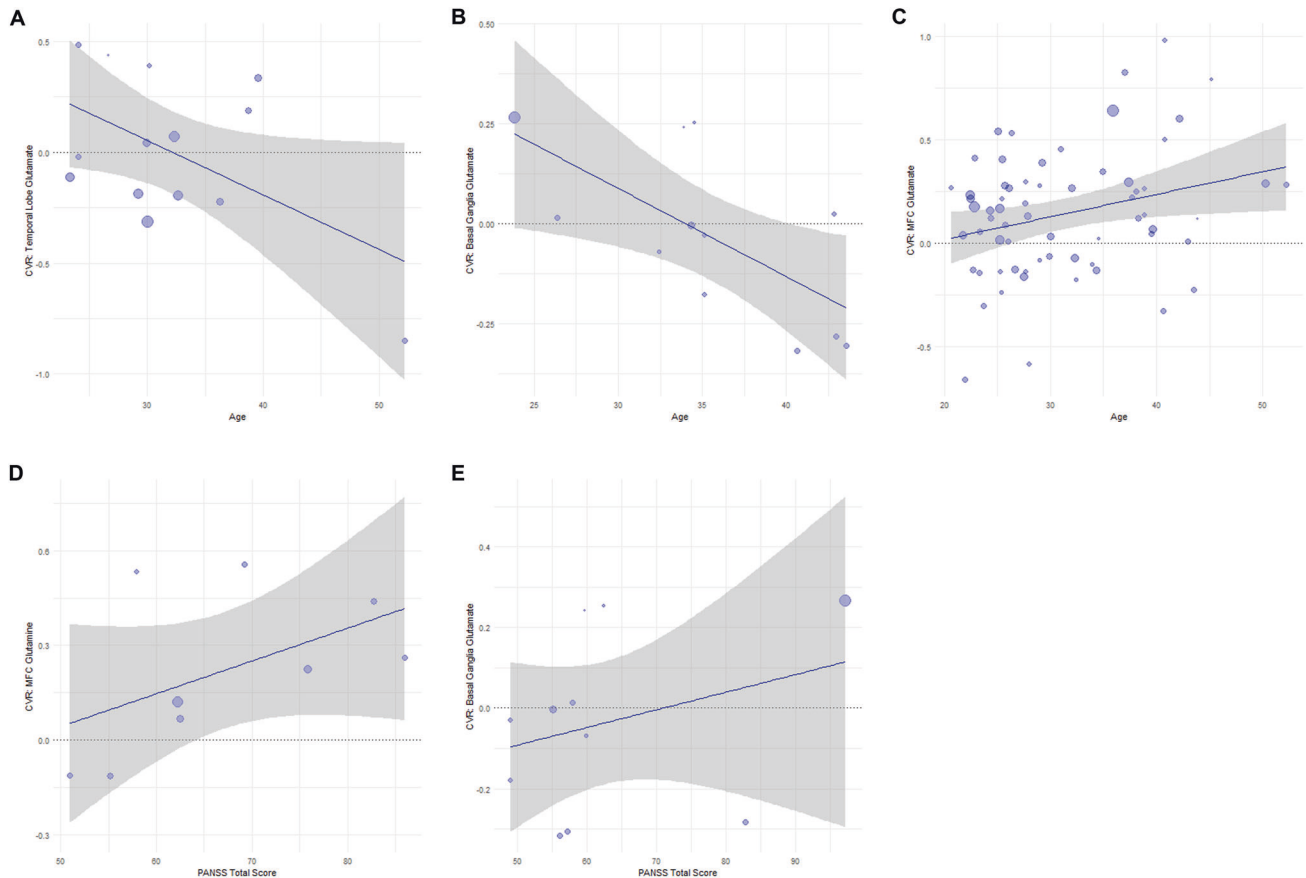 A
CVR: Temporal Lobe Glutamate
0.5
0.0
-0.5
-1.0
30
40
50
Age
B
CVR: Basal Ganglia Glutamate
0.50
0.25
0.00
-0.25
25
30
35
40
Age
C
CVR: MFC Glutamate
1.0
0.5
0.0
-0.5
20
30
40
50
Age
D
CVR: MFC Glutamine
0.6
0.3
0.0
-0.3
50
60
70
80
PANSS Total Score
E
CVR: Basal Ganglia Glutamate
0.4
0.2
0.0
-0.2
50
60
70
80
90
PANSS Total Score